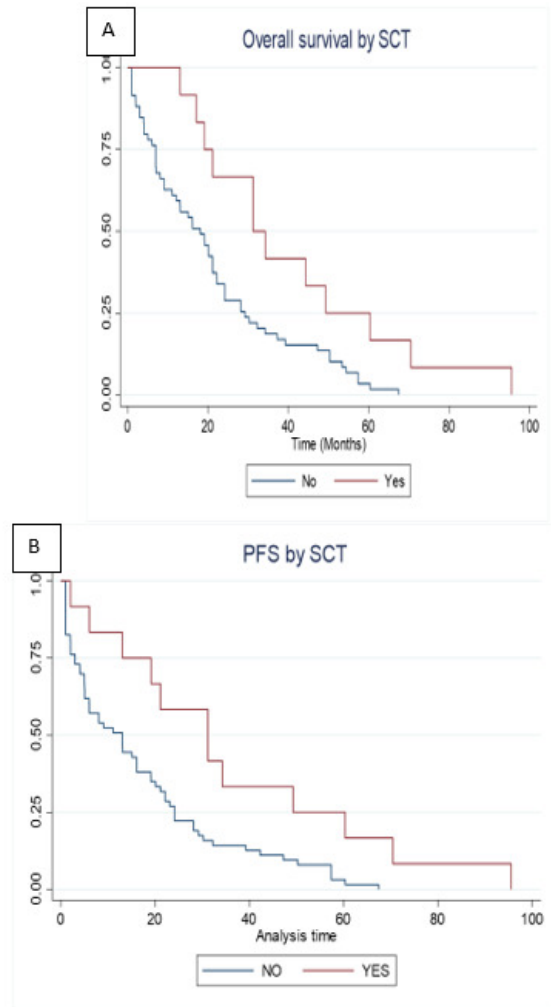 A
Overall survival by SCT
1.00
0.75
0.50
0.25
0.00
0 20 40 60 80 100
Time (Months)
No Yes
B
PFS by SCT
1.0
0.75
0.50
0.25
0.00
0 20 40 60 80 100
Analysis time
NO YES